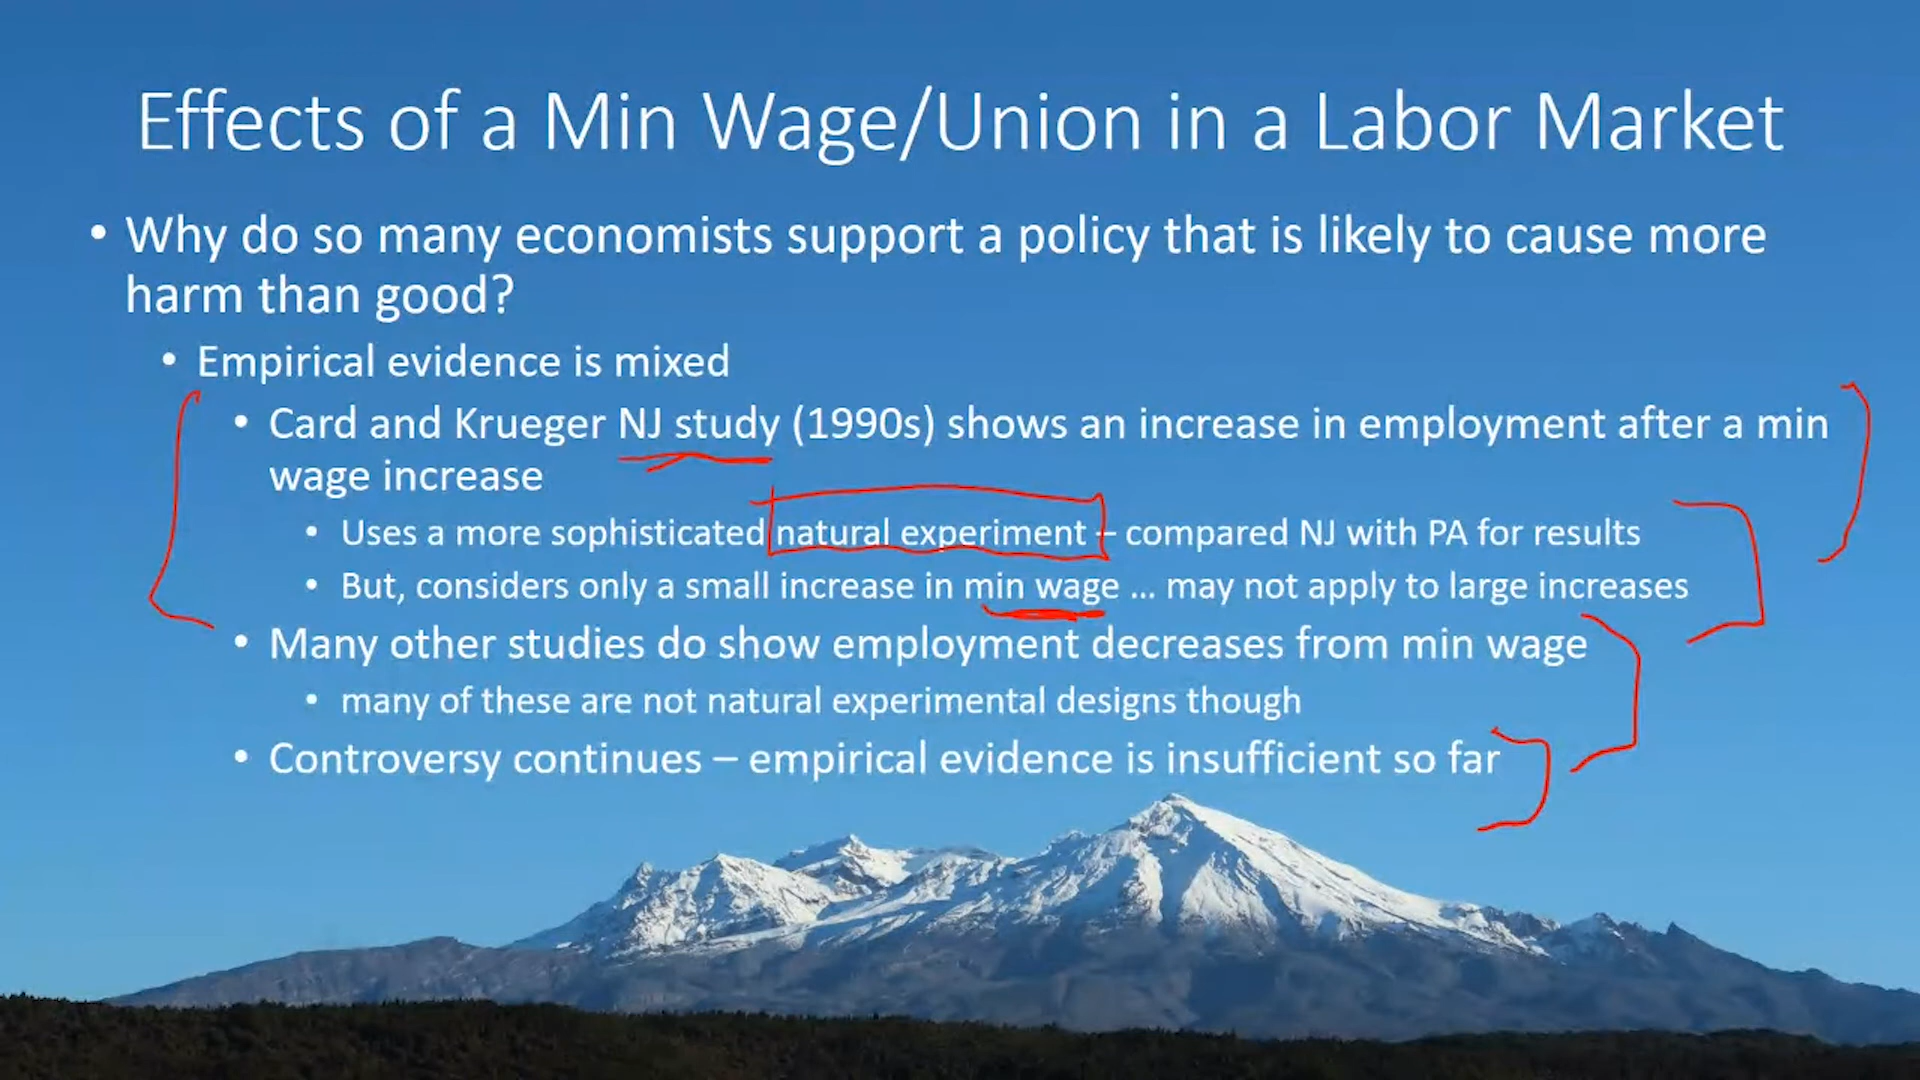 Effects of a Min Wage/Union in a Labor Market
• Why do so many economists support a policy that is likely to cause more
harm than good?
• Empirical evidence is mixed
• Card and Krueger NJ study (1990s) shows an increase in employment after a min
wage increase
• Uses a more sophisticated natural experiment – compared NJ with PA for results
• But, considers only a small increase in min wage ... may not apply to large increases
• Many other studies do show employment decreases from min wage
• many of these are not natural experimental designs though
• Controversy continues – empirical evidence is insufficient so far